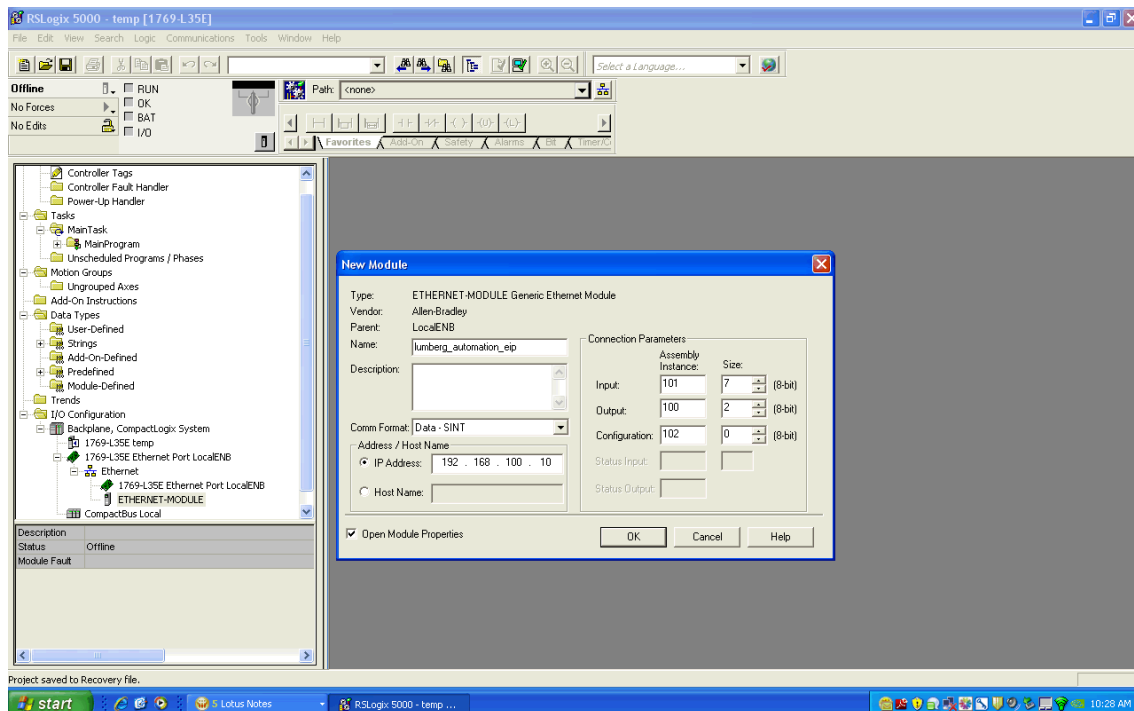 RSLogix 5000 - temp [1769-L35E]
File Edit View Search Logic Communications Tools Window Help
Select a Language...
Offline
RUN
Path: <none>
No Forces
OK
BAT
No Edits
I/O
Favorites Add-On Safety Alarms Bit Timer/C
Controller Tags
Controller Fault Handler
Power-Up Handler
Tasks
MainTask
MainProgram
Unscheduled Programs / Phases
Motion Groups
Ungrouped Axes
Add-On Instructions
Data Types
User-Defined
Strings
Add-On-Defined
Predefined
Module-Defined
Trends
I/O Configuration
Backplane, CompactLogix System
1769-L35E temp
1769-L35E Ethernet Port LocalENB
Ethernet
1769-L35E Ethernet Port LocalENB
ETHERNET-MODULE
CompactBus Local
Description
Status Offline
Module Fault
New Module
Type: ETHERNET-MODULE Generic Ethernet Module
Vendor: Allen-Bradley
Parent: LocalENB
Name: lumberg_automation_eip
Description:
Comm Format: Data - SINT
Address / Host Name
IP Address: 192 . 168 . 100 . 10
Host Name:
Connection Parameters
Assembly
Instance: Size:
Input: 101 7 (8-bit)
Output: 100 2 (8-bit)
Configuration: 102 0 (8-bit)
Status Input:
Status Output:
Open Module Properties
OK Cancel Help
Project saved to Recovery file.
start
5 Lotus Notes
RSLogix 5000 - temp ...
10:28 AM